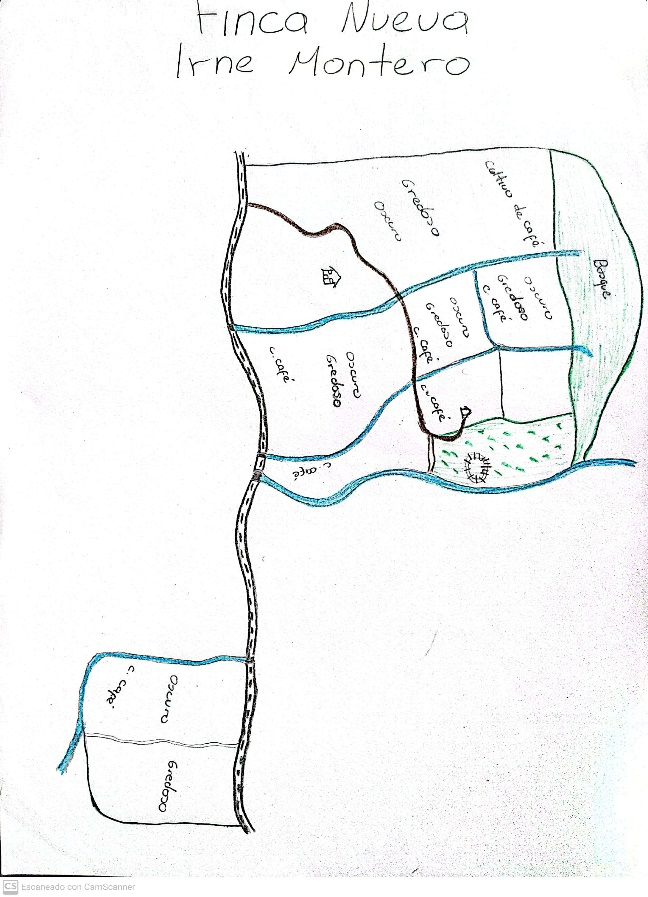 Finca Nueva
Irne Montero
Cultivo de café
Gredoso
Oscuro
Bosque
Oscuro
Gredoso
c café
Oscuro
Gredoso
c. café
Oscuro
Gredoso
c. café
c. café
c. café
Oscuro
c. café
Gredoso
CS Escaneado con CamScanner